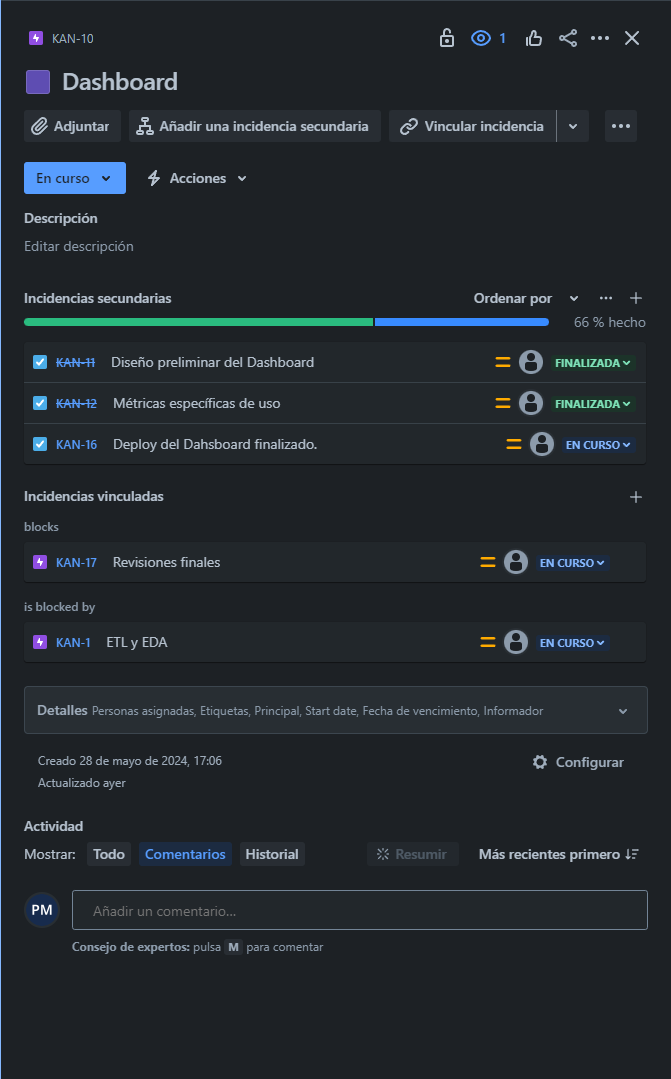 KAN-10 1
Dashboard
Adjuntar Añadir una incidencia secundaria Vincular incidencia
En curso Acciones
Descripción
Editar descripción
Incidencias secundarias Ordenar por
66 % hecho
KAN-11 Diseño preliminar del Dashboard FINALIZADA
KAN-12 Métricas específicas de uso FINALIZADA
KAN-16 Deploy del Dahsboard finalizado. EN CURSO
Incidencias vinculadas
blocks
KAN-17 Revisiones finales EN CURSO
is blocked by
KAN-1 ETL y EDA EN CURSO
Detalles Personas asignadas, Etiquetas, Principal, Start date, Fecha de vencimiento, Informador
Creado 28 de mayo de 2024, 17:06 Configurar
Actualizado ayer
Actividad
Mostrar: Todo Comentarios Historial Resumir Más recientes primero
PM Añadir un comentario...
Consejo de expertos: pulsa M para comentar